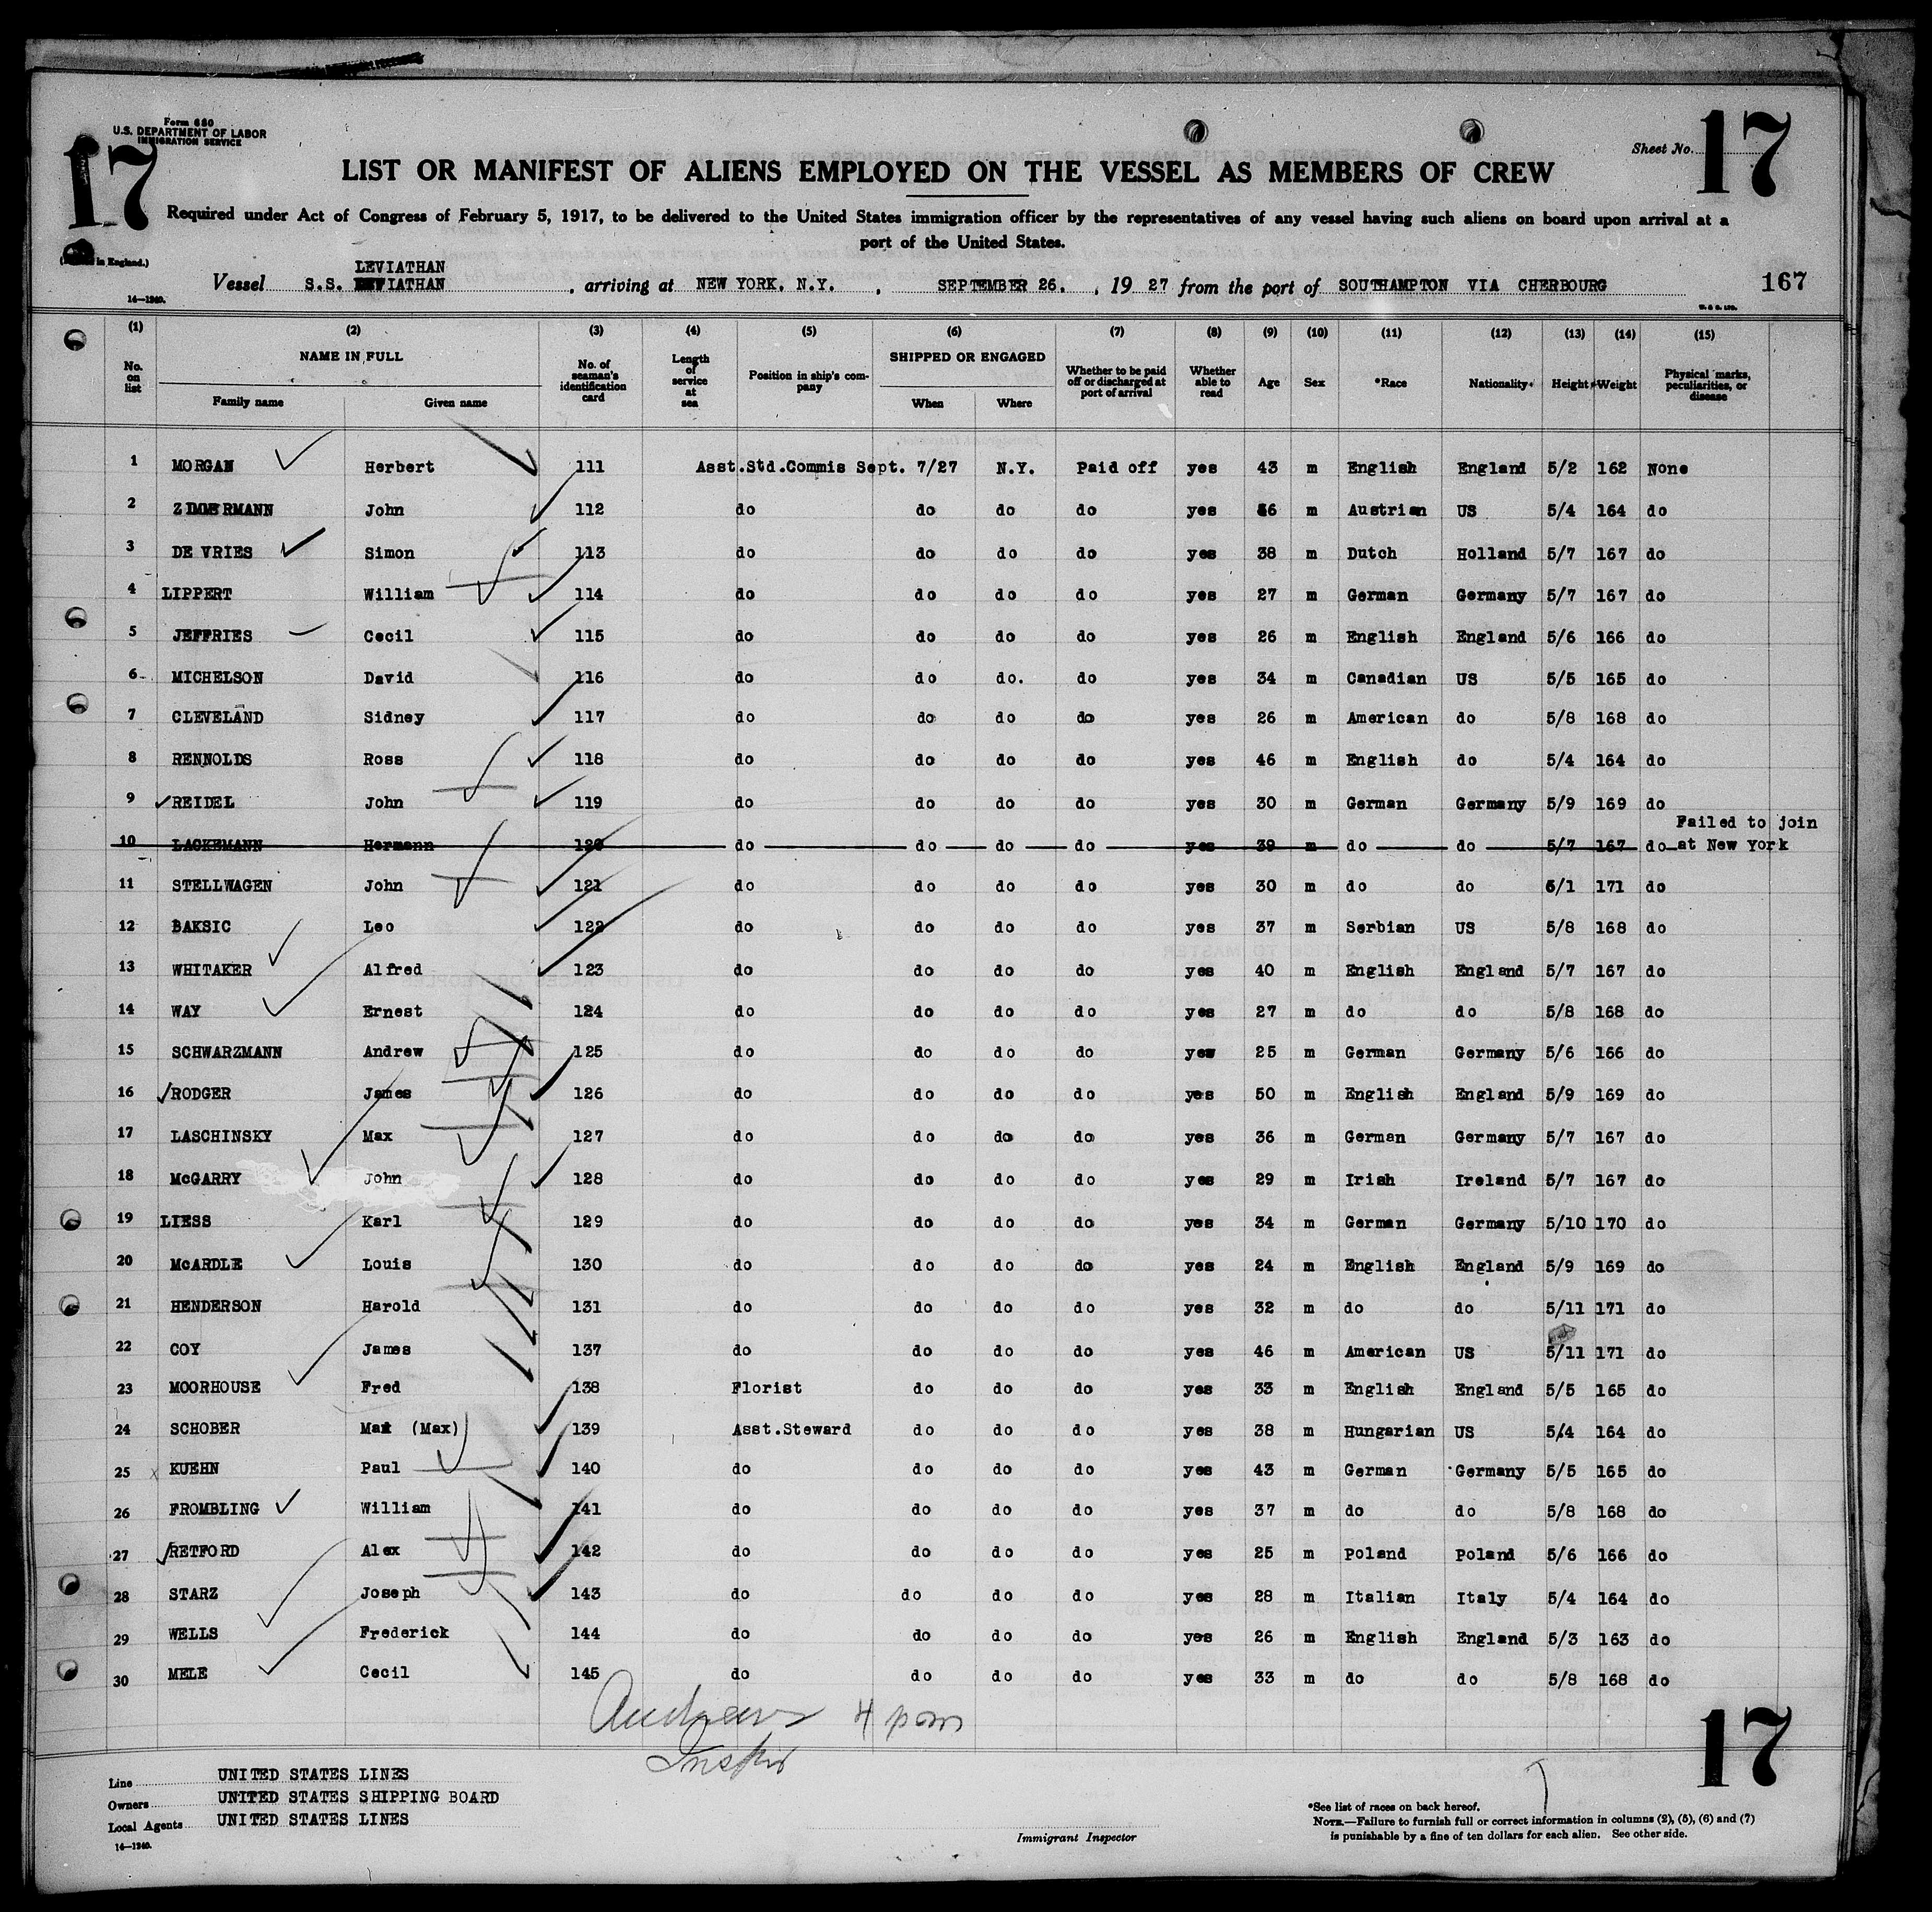 Form 680
U.S. DEPARTMENT OF LABOR
IMMIGRATION SERVICE
17
Sheet No. 17
LIST OR MANIFEST OF ALIENS EMPLOYED ON THE VESSEL AS MEMBERS OF CREW
Required under Act of Congress of February 5, 1917, to be delivered to the United States immigration officer by the representatives of any vessel having such aliens on board upon arrival at a
port of the United States.
in England.)
LEVIATHAN
Vessel S.S. LEVIATHAN, arriving at NEW YORK, N.Y., SEPTEMBER 26, 19 27 from the port of SOUTHAMPTON VIA CHERBOURG 167
14—1240.
(1) (2) (3) (4) (5) (6) (7) (8) (9) (10) (11) (12) (13) (14) (15)
No. on list NAME IN FULL Family name Given name No. of seaman's identification card Length of service at sea Position in ship's company SHIPPED OR ENGAGED When Where Whether to be paid off or discharged at port of arrival Whether able to read Age Sex *Race Nationality Height Weight Physical marks, peculiarities, or disease
1 MORGAN Herbert 111 Asst.Std.Commis Sept. 7/27 N.Y. Paid off yes 43 m English England 5/2 162 None
2 ZIMMERMANN John 112 do do do do yes 46 m Austrian US 5/4 164 do
3 DE VRIES Simon 113 do do do do yes 38 m Dutch Holland 5/7 167 do
4 LIPPERT William 114 do do do do yes 27 m German Germany 5/7 167 do
5 JEFFRIES Cecil 115 do do do do yes 26 m English England 5/6 166 do
6 MICHELSON David 116 do do do. do yes 34 m Canadian US 5/5 165 do
7 CLEVELAND Sidney 117 do do do do yes 26 m American do 5/8 168 do
8 RENNOLDS Ross 118 do do do do yes 46 m English do 5/4 164 do
9 REIDEL John 119 do do do do yes 30 m German Germany 5/9 169 do
10 LACKEMANN Hermann 120 do do do do yes 39 m do do 5/7 167 do Failed to join at New York
11 STELLWAGEN John 121 do do do do yes 30 m do do 6/1 171 do
12 BAKSIC Leo 122 do do do do yes 37 m Serbian US 5/8 168 do
13 WHITAKER Alfred 123 do do do do yes 40 m English England 5/7 167 do
14 WAY Ernest 124 do do do do yes 27 m do do 5/8 168 do
15 SCHWARZMANN Andrew 125 do do do do yes 25 m German Germany 5/6 166 do
16 RODGER James 126 do do do do yes 50 m English England 5/9 169 do
17 LASCHINSKY Max 127 do do do do yes 36 m German Germany 5/7 167 do
18 McGARRY John 128 do do do do yes 29 m Irish Ireland 5/7 167 do
19 LIESS Karl 129 do do do do yes 34 m German Germany 5/10 170 do
20 McARDLE Louis 130 do do do do yes 24 m English England 5/9 169 do
21 HENDERSON Harold 131 do do do do yes 32 m do do 5/11 171 do
22 COY James 137 do do do do yes 46 m American US 5/11 171 do
23 MOORHOUSE Fred 138 Florist do do do yes 33 m English England 5/5 165 do
24 SCHOBER Max (Max) 139 Asst.Steward do do do yes 38 m Hungarian US 5/4 164 do
25 KUEHN Paul 140 do do do do yes 43 m German Germany 5/5 165 do
26 FROMBLING William 141 do do do do yes 37 m do do 5/8 168 do
27 RETFORD Alex 142 do do do do yes 25 m Poland Poland 5/6 166 do
28 STARZ Joseph 143 do do do do yes 28 m Italian Italy 5/4 164 do
29 WELLS Frederick 144 do do do do yes 26 m English England 5/3 163 do
30 MELE Cecil 145 do do do do yes 33 m do do 5/8 168 do
Andrews 4 pm
17
Line UNITED STATES LINES
Owners UNITED STATES SHIPPING BOARD
Local Agents UNITED STATES LINES
14—1240.
Immigrant Inspector
*See list of races on back hereof.
NOTE.—Failure to furnish full or correct information in columns (2), (5), (6) and (7)
is punishable by a fine of ten dollars for each alien. See other side.